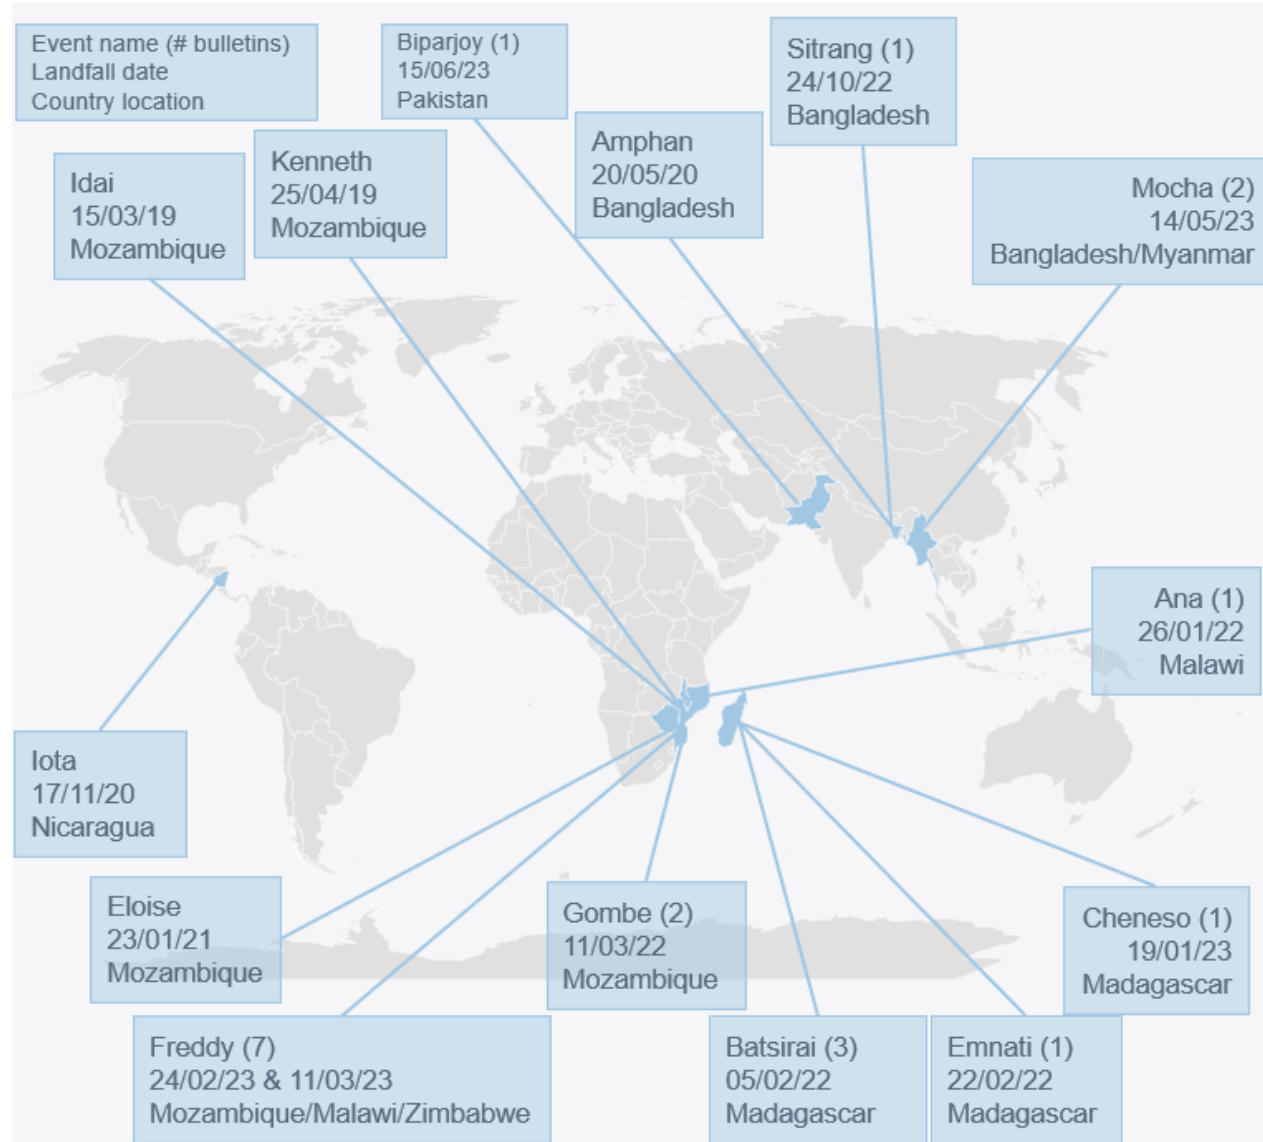 Event name (# bulletins)
Landfall date
Country location
Biparjoy (1)
15/06/23
Pakistan
Sitrang (1)
24/10/22
Bangladesh
Amphan
20/05/20
Bangladesh
Kenneth
25/04/19
Mozambique
Idai
15/03/19
Mozambique
Mocha (2)
14/05/23
Bangladesh/Myanmar
Ana (1)
26/01/22
Malawi
Iota
17/11/20
Nicaragua
Eloise
23/01/21
Mozambique
Gombe (2)
11/03/22
Mozambique
Cheneso (1)
19/01/23
Madagascar
Freddy (7)
24/02/23 & 11/03/23
Mozambique/Malawi/Zimbabwe
Batsirai (3)
05/02/22
Madagascar
Emnati (1)
22/02/22
Madagascar